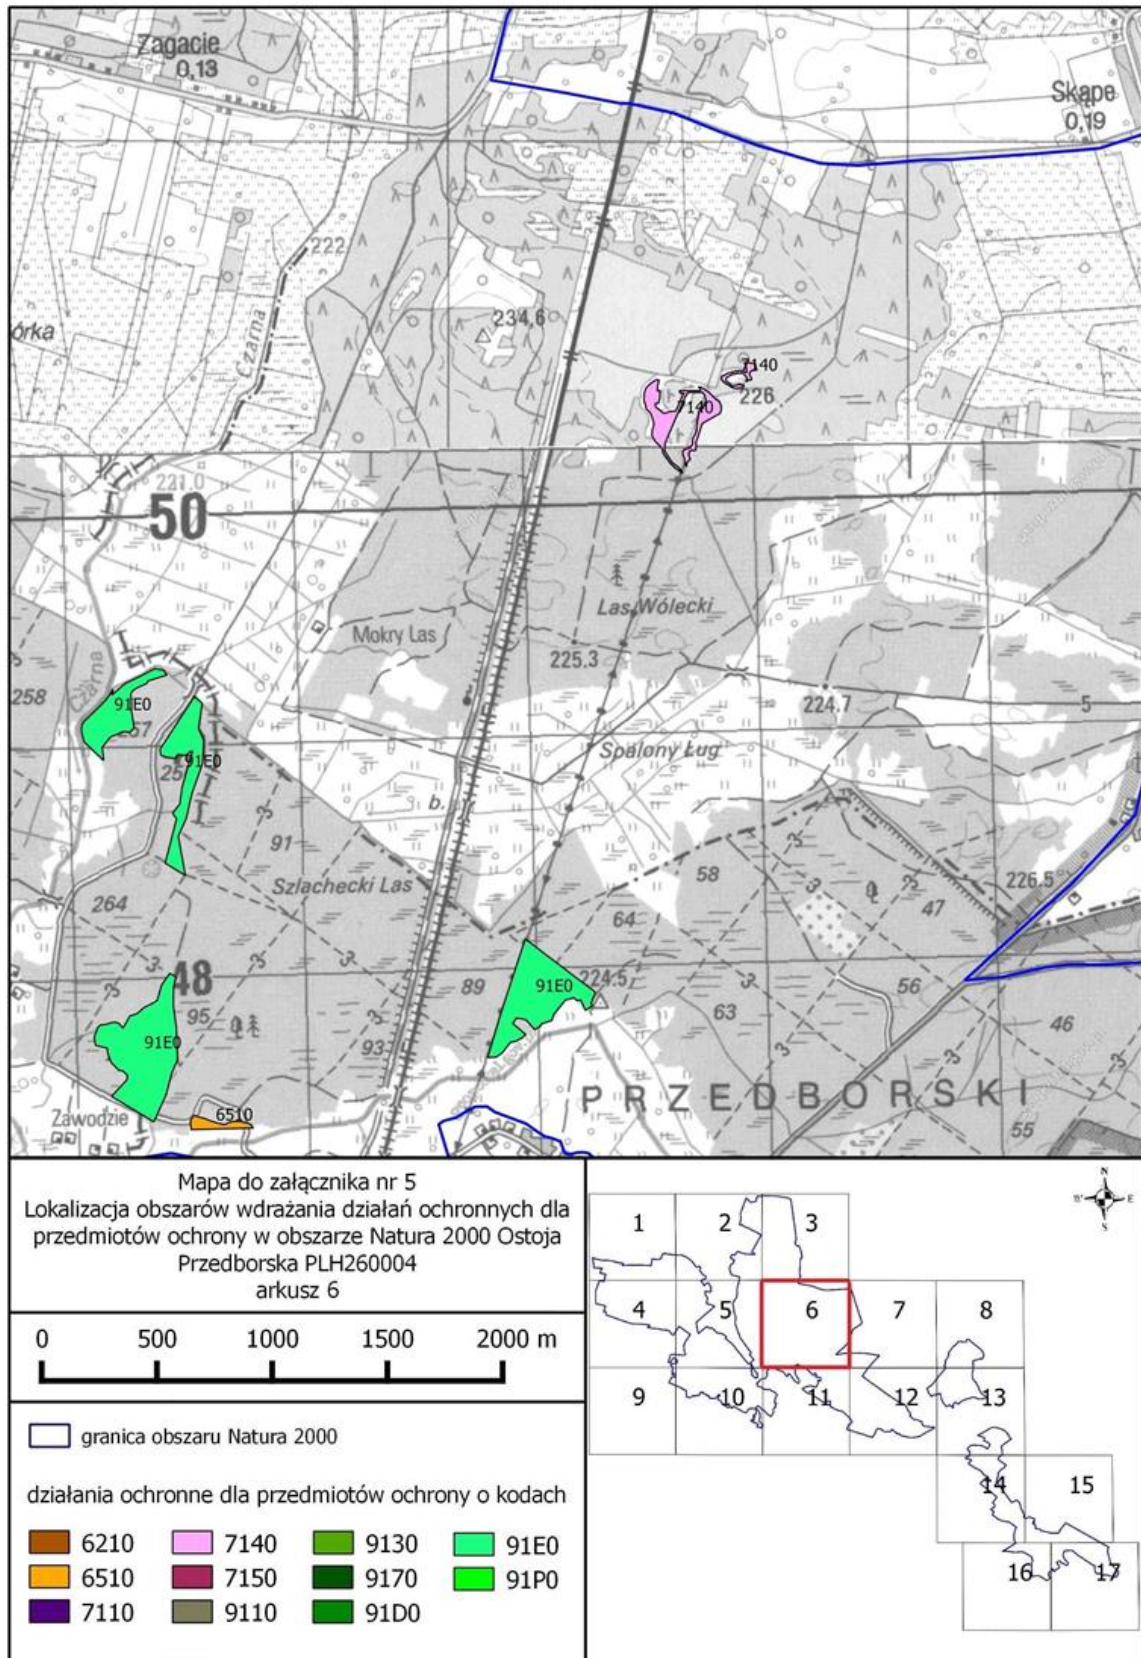 Zagacie
0,13
Skąpe
0,19
222
Czarna
234,6
órka
7140
226
7140
221,0
50
Las Wólecki
Mokry Las
225.3
258
Czarna
91E0
57
224.7
5
Spalony Ług
91E0
25
b.
91
3
58
226,5
Szlachecki Las
47
264
64
3
48
89
91E0
224.5
56
95
63
46
91E0
93
PRZEDBORSKI
Zawodzie
6510
55
Mapa do załącznika nr 5
Lokalizacja obszarów wdrażania działań ochronnych dla
przedmiotów ochrony w obszarze Natura 2000 Ostoja
Przedborska PLH260004
arkusz 6
0 500 1000 1500 2000 m
granica obszaru Natura 2000
działania ochronne dla przedmiotów ochrony o kodach
6210 7140 9130 91E0
6510 7150 9170 91P0
7110 9110 91D0
N
W E
S
1 2 3
4 5 6 7 8
9 10 11 12 13
14 15
16 17